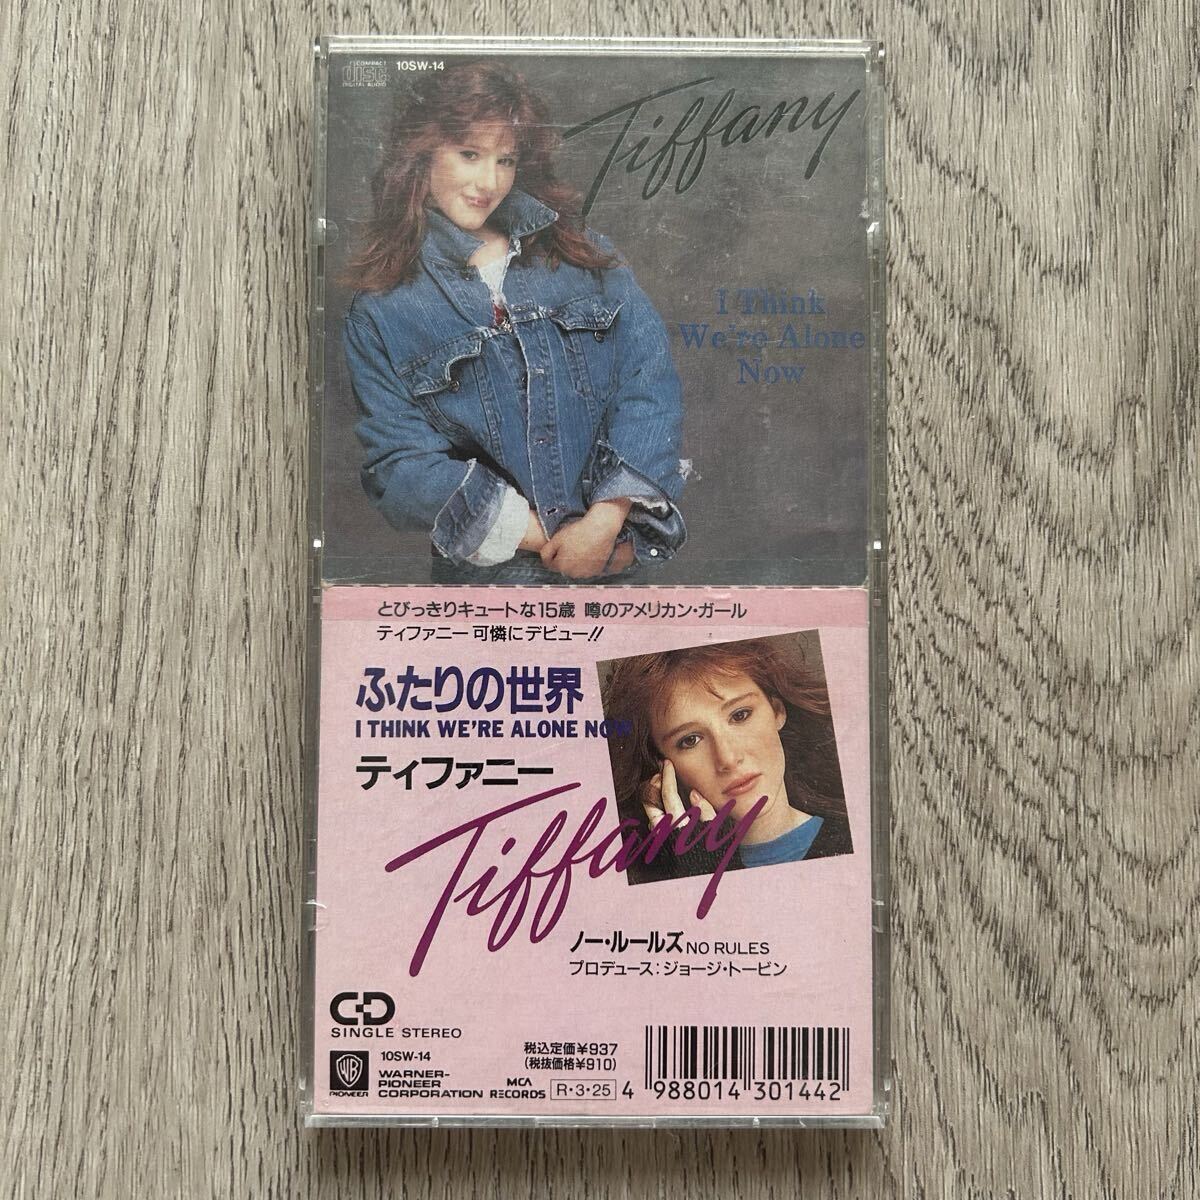 COMPACT
disc
DIGITAL AUDIO
10SW-14
Tiffany
I Think
We're Alone
Now
とびっきりキュートな15歳 噂のアメリカン・ガール
ティファニー 可憐にデビュー!!
ふたりの世界
I THINK WE'RE ALONE NOW
ティファニー
Tiffany
ノー・ルールズ NO RULES
プロデュース:ジョージ・トービン
CD
SINGLE STEREO
税込定価¥937
(税抜価格¥910)
WB
PIONEER
10SW-14
WARNER-
PIONEER
CORPORATION
MCA
RECORDS
R・3・25
4 988014 301442